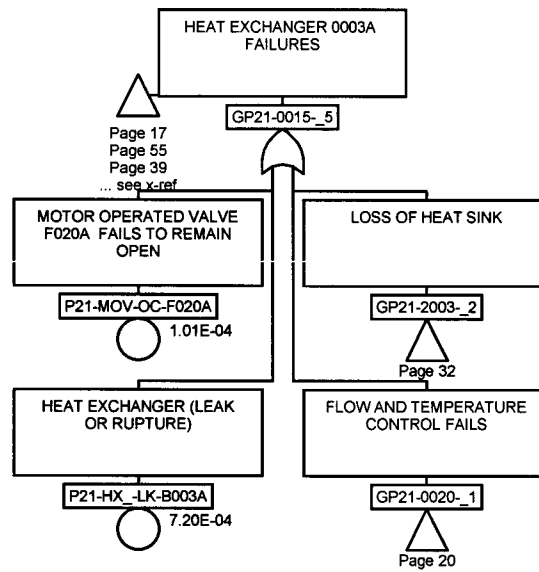 HEAT EXCHANGER 0003A
FAILURES
GP21-0015-_5
Page 17
Page 55
Page 39
... see x-ref
MOTOR OPERATED VALVE
F020A FAILS TO REMAIN
OPEN
P21-MOV-OC-F020A
1.01E-04
LOSS OF HEAT SINK
GP21-2003-_2
Page 32
HEAT EXCHANGER (LEAK
OR RUPTURE)
P21-HX_-LK-B003A
7.20E-04
FLOW AND TEMPERATURE
CONTROL FAILS
GP21-0020-_1
Page 20